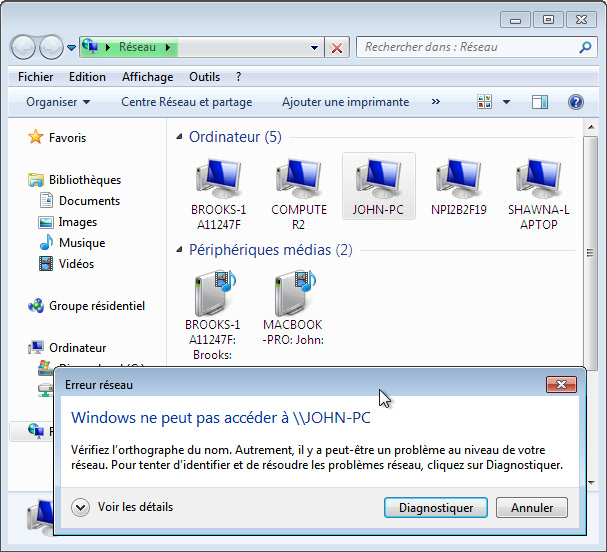 Réseau
Rechercher dans : Réseau
Fichier Edition Affichage Outils ?
Organiser Centre Réseau et partage Ajouter une imprimante »
Favoris
Bibliothèques
Documents
Images
Musique
Vidéos
Groupe résidentiel
Ordinateur
Ordinateur (5)
BROOKS-1
A11247F
COMPUTE
R2
JOHN-PC
NPI2B2F19
SHAWNA-L
APTOP
Périphériques médias (2)
BROOKS-1
A11247F:
Brooks:
MACBOOK
-PRO: John:
Erreur réseau
Windows ne peut pas accéder à \\JOHN-PC
Vérifiez l'orthographe du nom. Autrement, il y a peut-être un problème au niveau de votre
réseau. Pour tenter d'identifier et de résoudre les problèmes réseau, cliquez sur Diagnostiquer.
Voir les détails
Diagnostiquer
Annuler